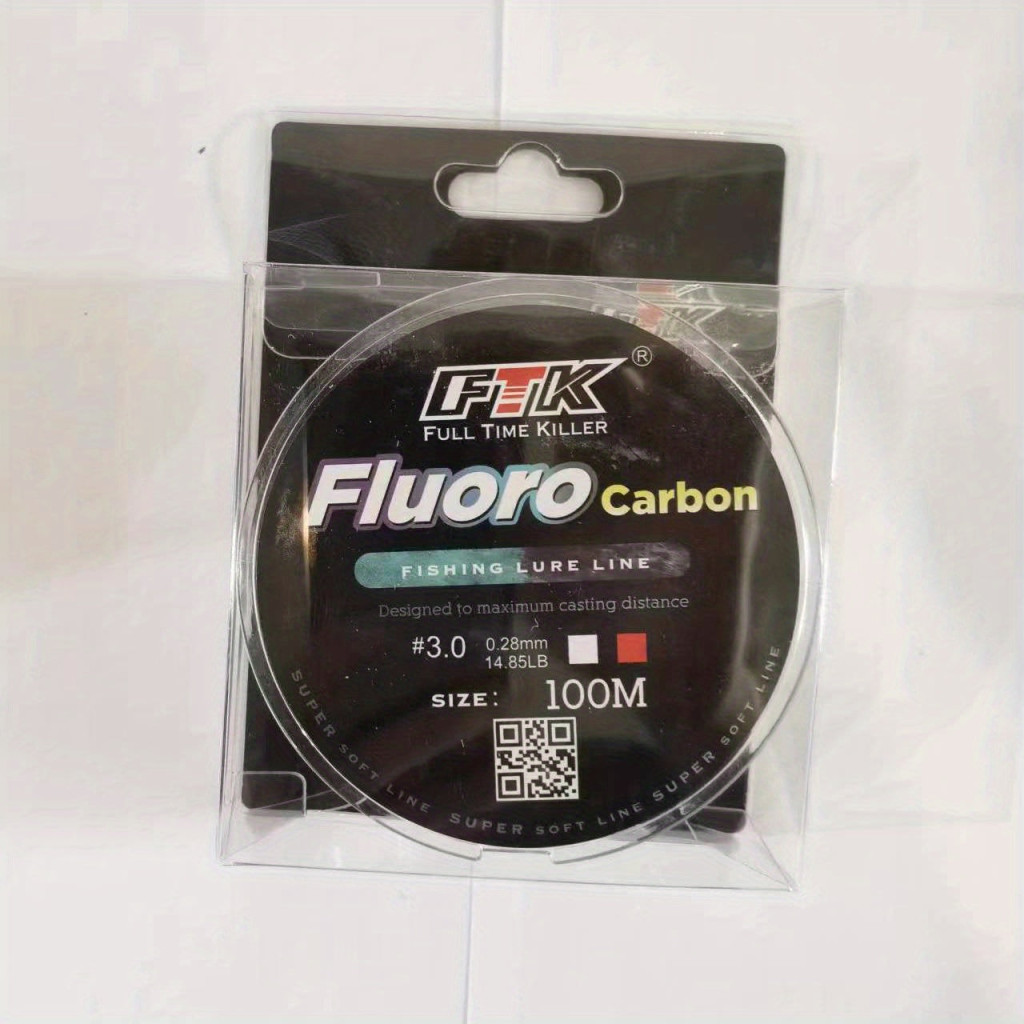 FTK
FTK®
FULL TIME KILLER
Fluoro Carbon
FISHING LURE LINE
Designed to maximum casting distance
#3.0 0.28mm
14.85LB
SIZE: 100M
SUPER SOFT LINE SUPER SOFT LINE SUPER SOFT LINE